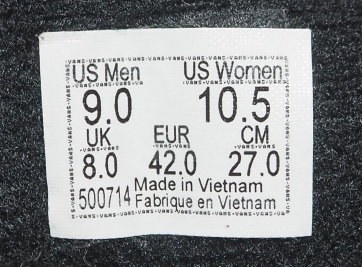 US Men US Women
9.0 10.5
UK EUR CM
8.0 42.0 27.0
500714 Made in Vietnam
Fabrique en Vietnam